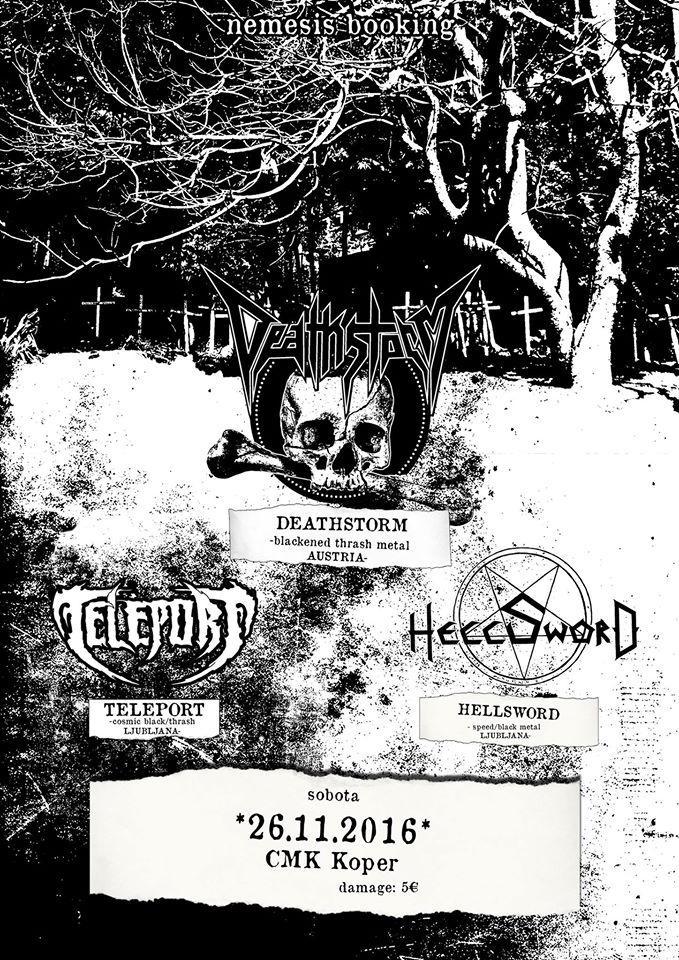 nemesis booking
Deathstorm
DEATHSTORM
-blackened thrash metal
AUSTRIA-
TELEPORT
HELLSWORD
TELEPORT
-cosmic black/thrash
LJUBLJANA-
HELLSWORD
- speed/black metal
LJUBLJANA-
sobota
*26.11.2016*
CMK Koper
damage: 5€